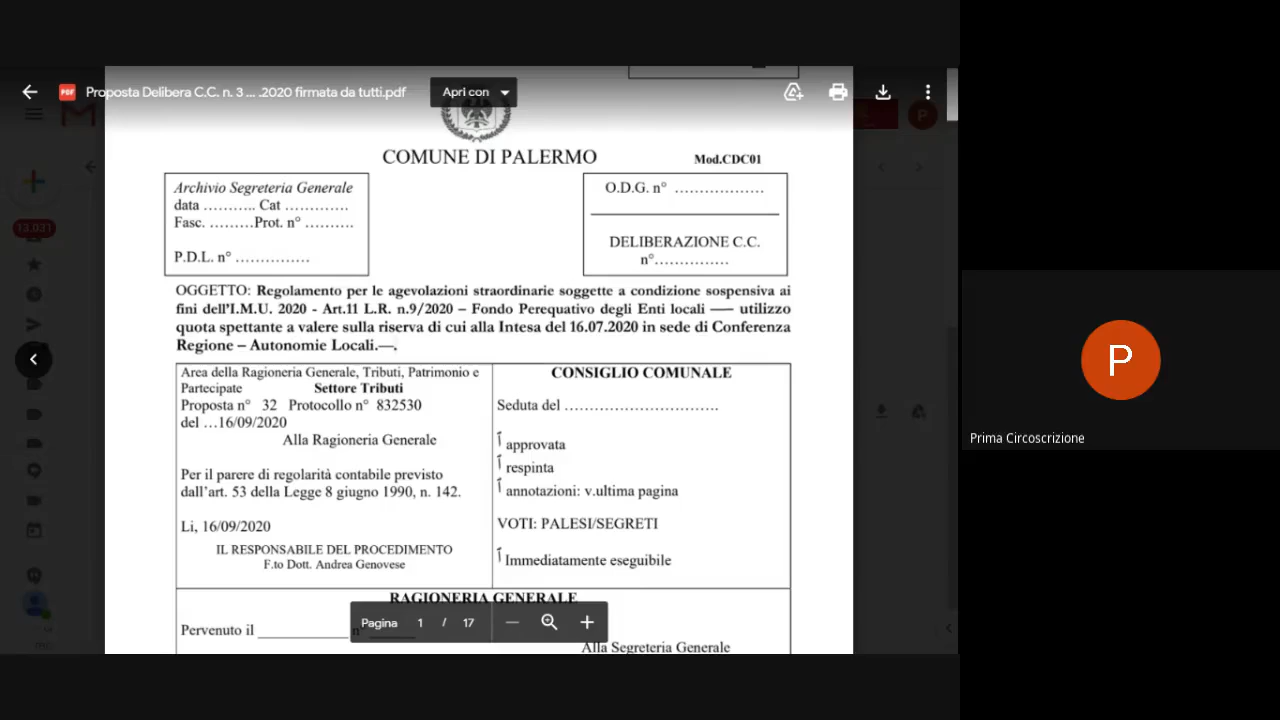 Proposta Delibera C.C. n. 3 ... .2020 firmata da tutti.pdf
Apri con
COMUNE DI PALERMO
Mod.CDC01
Archivio Segreteria Generale
data ……….. Cat ………….
Fasc. ………Prot. n° ……….
P.D.L. n° ……………
O.D.G. n° ………………
DELIBERAZIONE C.C.
n°……………
13.031
OGGETTO: Regolamento per le agevolazioni straordinarie soggette a condizione sospensiva ai
fini dell'I.M.U. 2020 - Art.11 L.R. n.9/2020 – Fondo Perequativo degli Enti locali –– utilizzo
quota spettante a valere sulla riserva di cui alla Intesa del 16.07.2020 in sede di Conferenza
Regione – Autonomie Locali.—.
Area della Ragioneria Generale, Tributi, Patrimonio e
Partecipate Settore Tributi
Proposta n° 32 Protocollo n° 832530
del …16/09/2020
Alla Ragioneria Generale
Per il parere di regolarità contabile previsto
dall'art. 53 della Legge 8 giugno 1990, n. 142.
Li, 16/09/2020
IL RESPONSABILE DEL PROCEDIMENTO
F.to Dott. Andrea Genovese
CONSIGLIO COMUNALE
Seduta del ………………………….
approvata
respinta
annotazioni: v.ultima pagina
VOTI: PALESI/SEGRETI
Immediatamente eseguibile
RAGIONERIA GENERALE
Pervenuto il
Alla Segreteria Generale
Pagina 1 / 17
P
Prima Circoscrizione